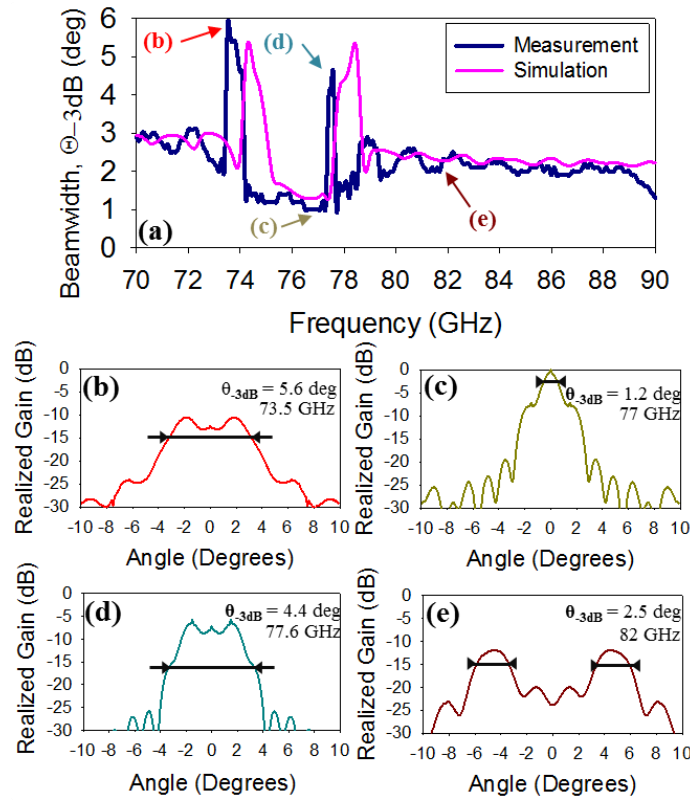 Beamwidth, Θ−3dB (deg)
6
5
4
3
2
1
0
(b)
(d)
(c)
(e)
(a)
Measurement
Simulation
70 72 74 76 78 80 82 84 86 88 90
Frequency (GHz)
Realized Gain (dB)
0
-5
-10
-15
-20
-25
-30
(b)
θ-3dB = 5.6 deg
73.5 GHz
-10 -8 -6 -4 -2 0 2 4 6 8 10
Angle (Degrees)
Realized Gain (dB)
0
-5
-10
-15
-20
-25
-30
(c)
θ-3dB = 1.2 deg
77 GHz
-10 -8 -6 -4 -2 0 2 4 6 8 10
Angle (Degrees)
Realized Gain (dB)
0
-5
-10
-15
-20
-25
-30
(d)
θ-3dB = 4.4 deg
77.6 GHz
-10 -8 -6 -4 -2 0 2 4 6 8 10
Angle (Degrees)
Realized Gain (dB)
0
-5
-10
-15
-20
-25
-30
(e)
θ-3dB = 2.5 deg
82 GHz
-10 -8 -6 -4 -2 0 2 4 6 8 10
Angle (Degrees)